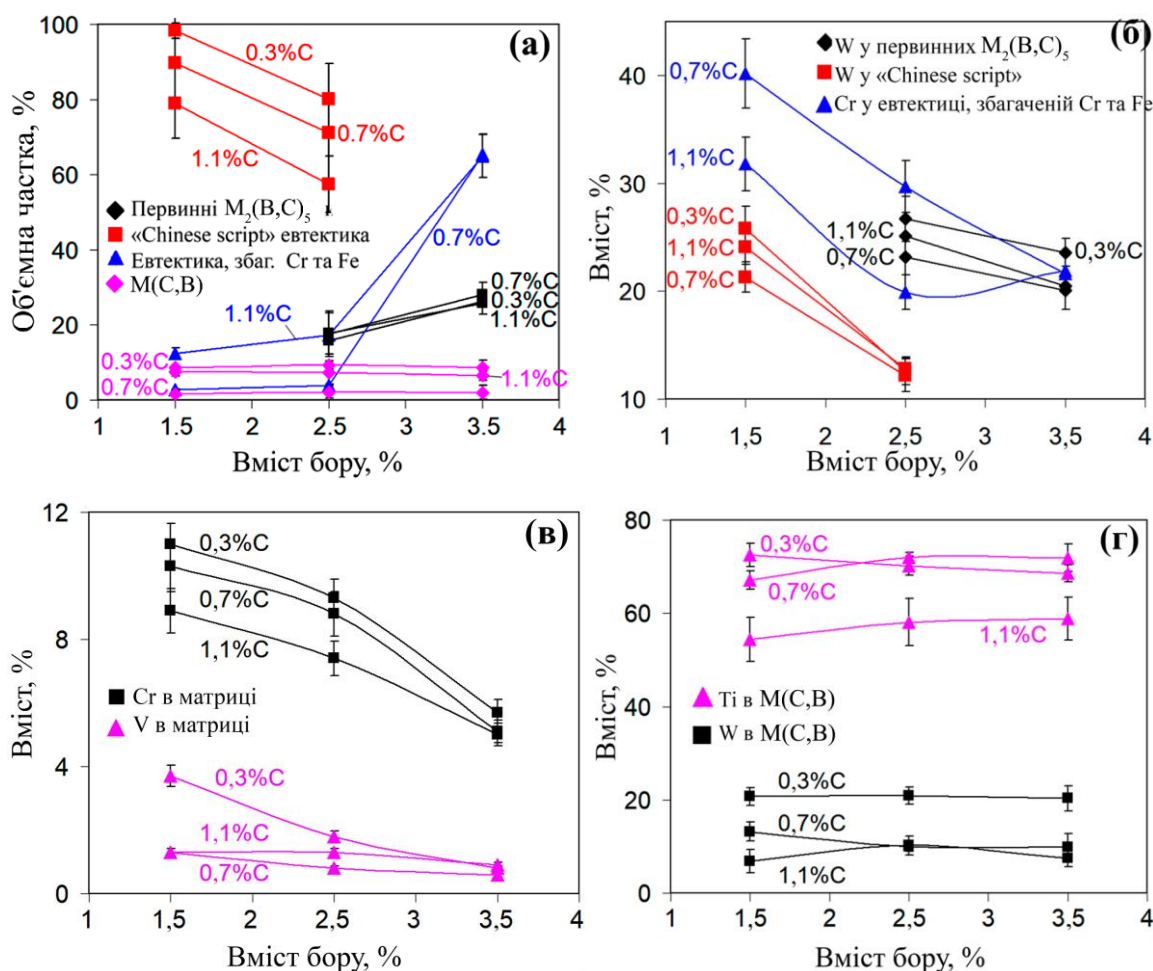 (а)
100
80
60
40
20
0
Об'ємна частка, %
0.3%C
0.7%C
1.1%C
Первинні M₂(B,C)₅
«Chinese script» евтектика
Евтектика, збаг. Cr та Fe
M(C,B)
0.7%C
1.1%C
0.7%C
0.3%C
1.1%C
0.3%C
0.7%C
1.1%C
1 1,5 2 2.5 3 3.5 4
Вміст бору, %
(б)
40
30
20
10
Вміст, %
W у первинних M₂(B,C)₅
W у «Chinese script»
Cr у евтектиці, збагаченій Cr та Fe
0,7%C
1,1%C
0,3%C
1,1%C
0,7%C
1,1%C
0,7%C
0,3%C
1 1,5 2 2,5 3 3,5 4
Вміст бору, %
(в)
12
8
4
0
Вміст, %
0,3%C
0,7%C
1,1%C
Cr в матриці
V в матриці
0,3%C
1,1%C
0,7%C
1 1,5 2 2,5 3 3,5 4
Вміст бору, %
(г)
80
60
40
20
0
Вміст, %
0,3%C
0,7%C
1,1%C
Ti в M(C,B)
W в M(C,B)
0,3%C
0,7%C
1,1%C
1 1,5 2 2,5 3 3,5 4
Вміст бору, %